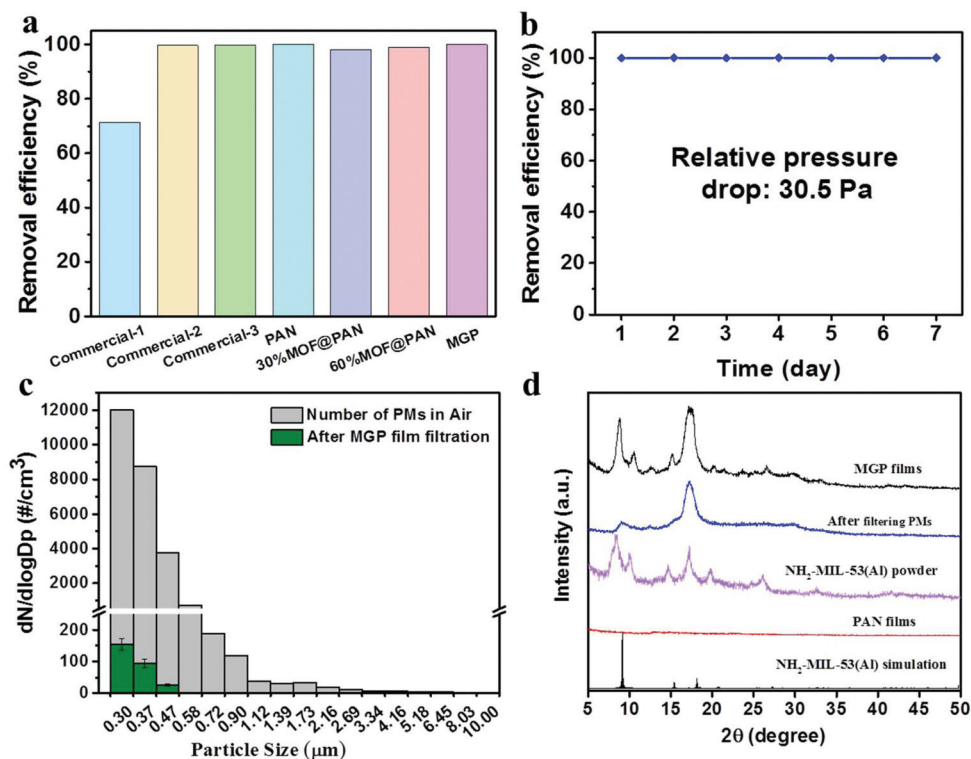 a
Removal efficiency (%)
100
80
60
40
20
0
Commercial-1
Commercial-2
Commercial-3
PAN
30%MOF@PAN
60%MOF@PAN
MGP
b
Removal efficiency (%)
100
80
60
40
20
0
Relative pressure
drop: 30.5 Pa
1 2 3 4 5 6 7
Time (day)
c
dN/dlogDp (#/cm³)
12000
10000
8000
6000
4000
2000
200
100
0
Number of PMs in Air
After MGP film filtration
0.30 0.37 0.47 0.58 0.72 0.90 1.12 1.39 1.73 2.16 2.69 3.34 4.16 5.18 6.45 8.03 10.00
Particle Size (μm)
d
Intensity (a.u.)
MGP films
After filtering PMs
NH₂-MIL-53(Al) powder
PAN films
NH₂-MIL-53(Al) simulation
5 10 15 20 25 30 35 40 45 50
2θ (degree)